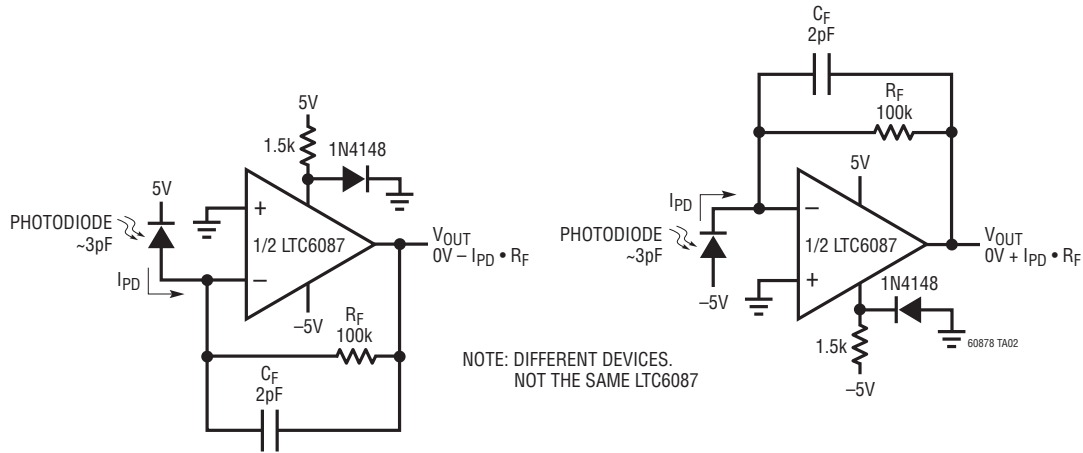 5V
1.5k
1N4148
5V
PHOTODIODE
~3pF
+
1/2 LTC6087
VOUT
0V – IPD • RF
IPD
–
–5V
RF
100k
CF
2pF
NOTE: DIFFERENT DEVICES.
NOT THE SAME LTC6087
CF
2pF
RF
100k
5V
IPD
–
PHOTODIODE
~3pF
1/2 LTC6087
VOUT
0V + IPD • RF
+
–5V
1N4148
1.5k
60878 TA02
–5V